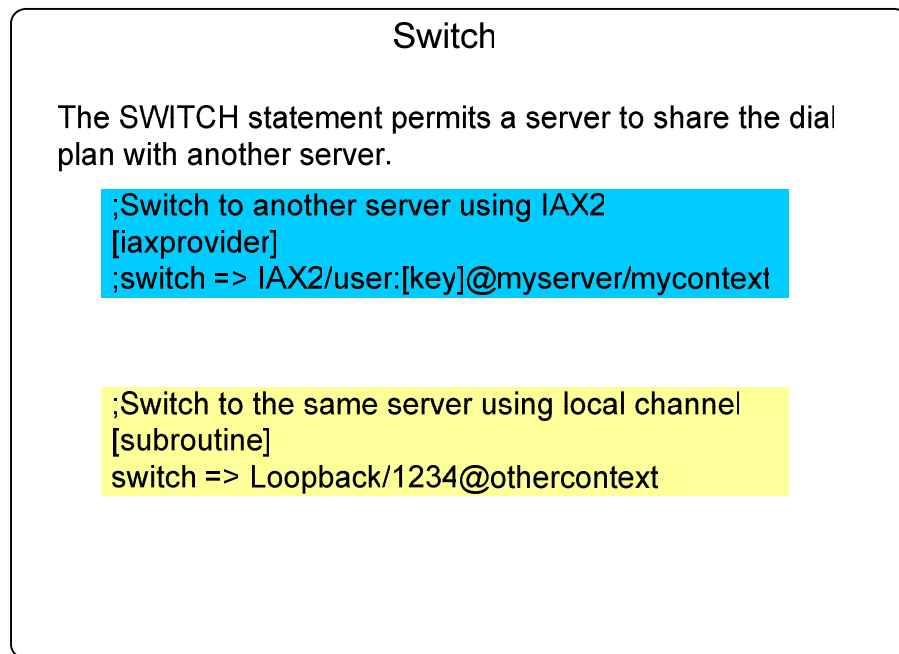 Switch
The SWITCH statement permits a server to share the dial
plan with another server.
;Switch to another server using IAX2
[iaxprovider]
;switch => IAX2/user:[key]@myserver/mycontext
;Switch to the same server using local channel
[subroutine]
switch => Loopback/1234@othercontext